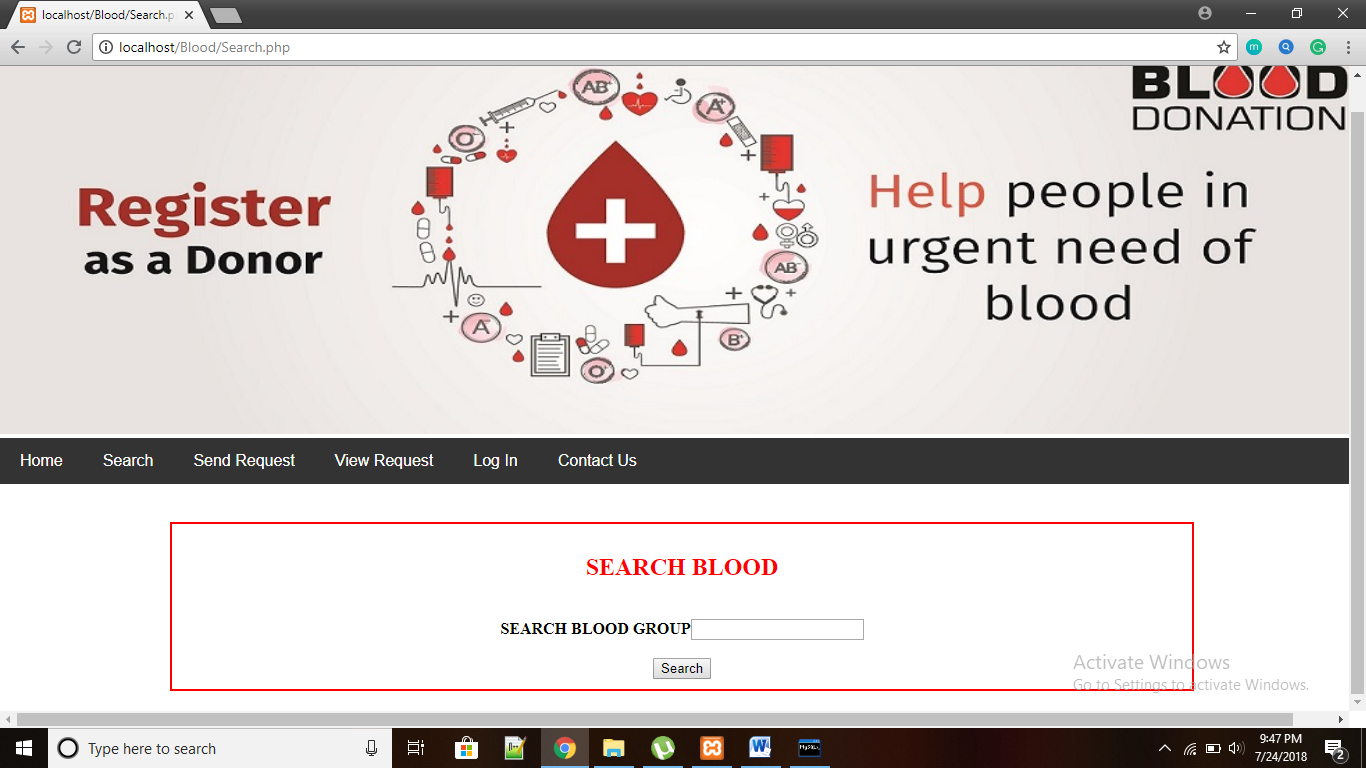 localhost/Blood/Search.p
localhost/Blood/Search.php
BLOOD
DONATION
AB+
A+
O-
Register
as a Donor
Help people in
urgent need of
blood
AB-
A-
B+
O+
Home Search Send Request View Request Log In Contact Us
SEARCH BLOOD
SEARCH BLOOD GROUP
Search
Activate Windows
Go to Settings to activate Windows.
Type here to search
W
MySQL
9:47 PM
7/24/2018
2